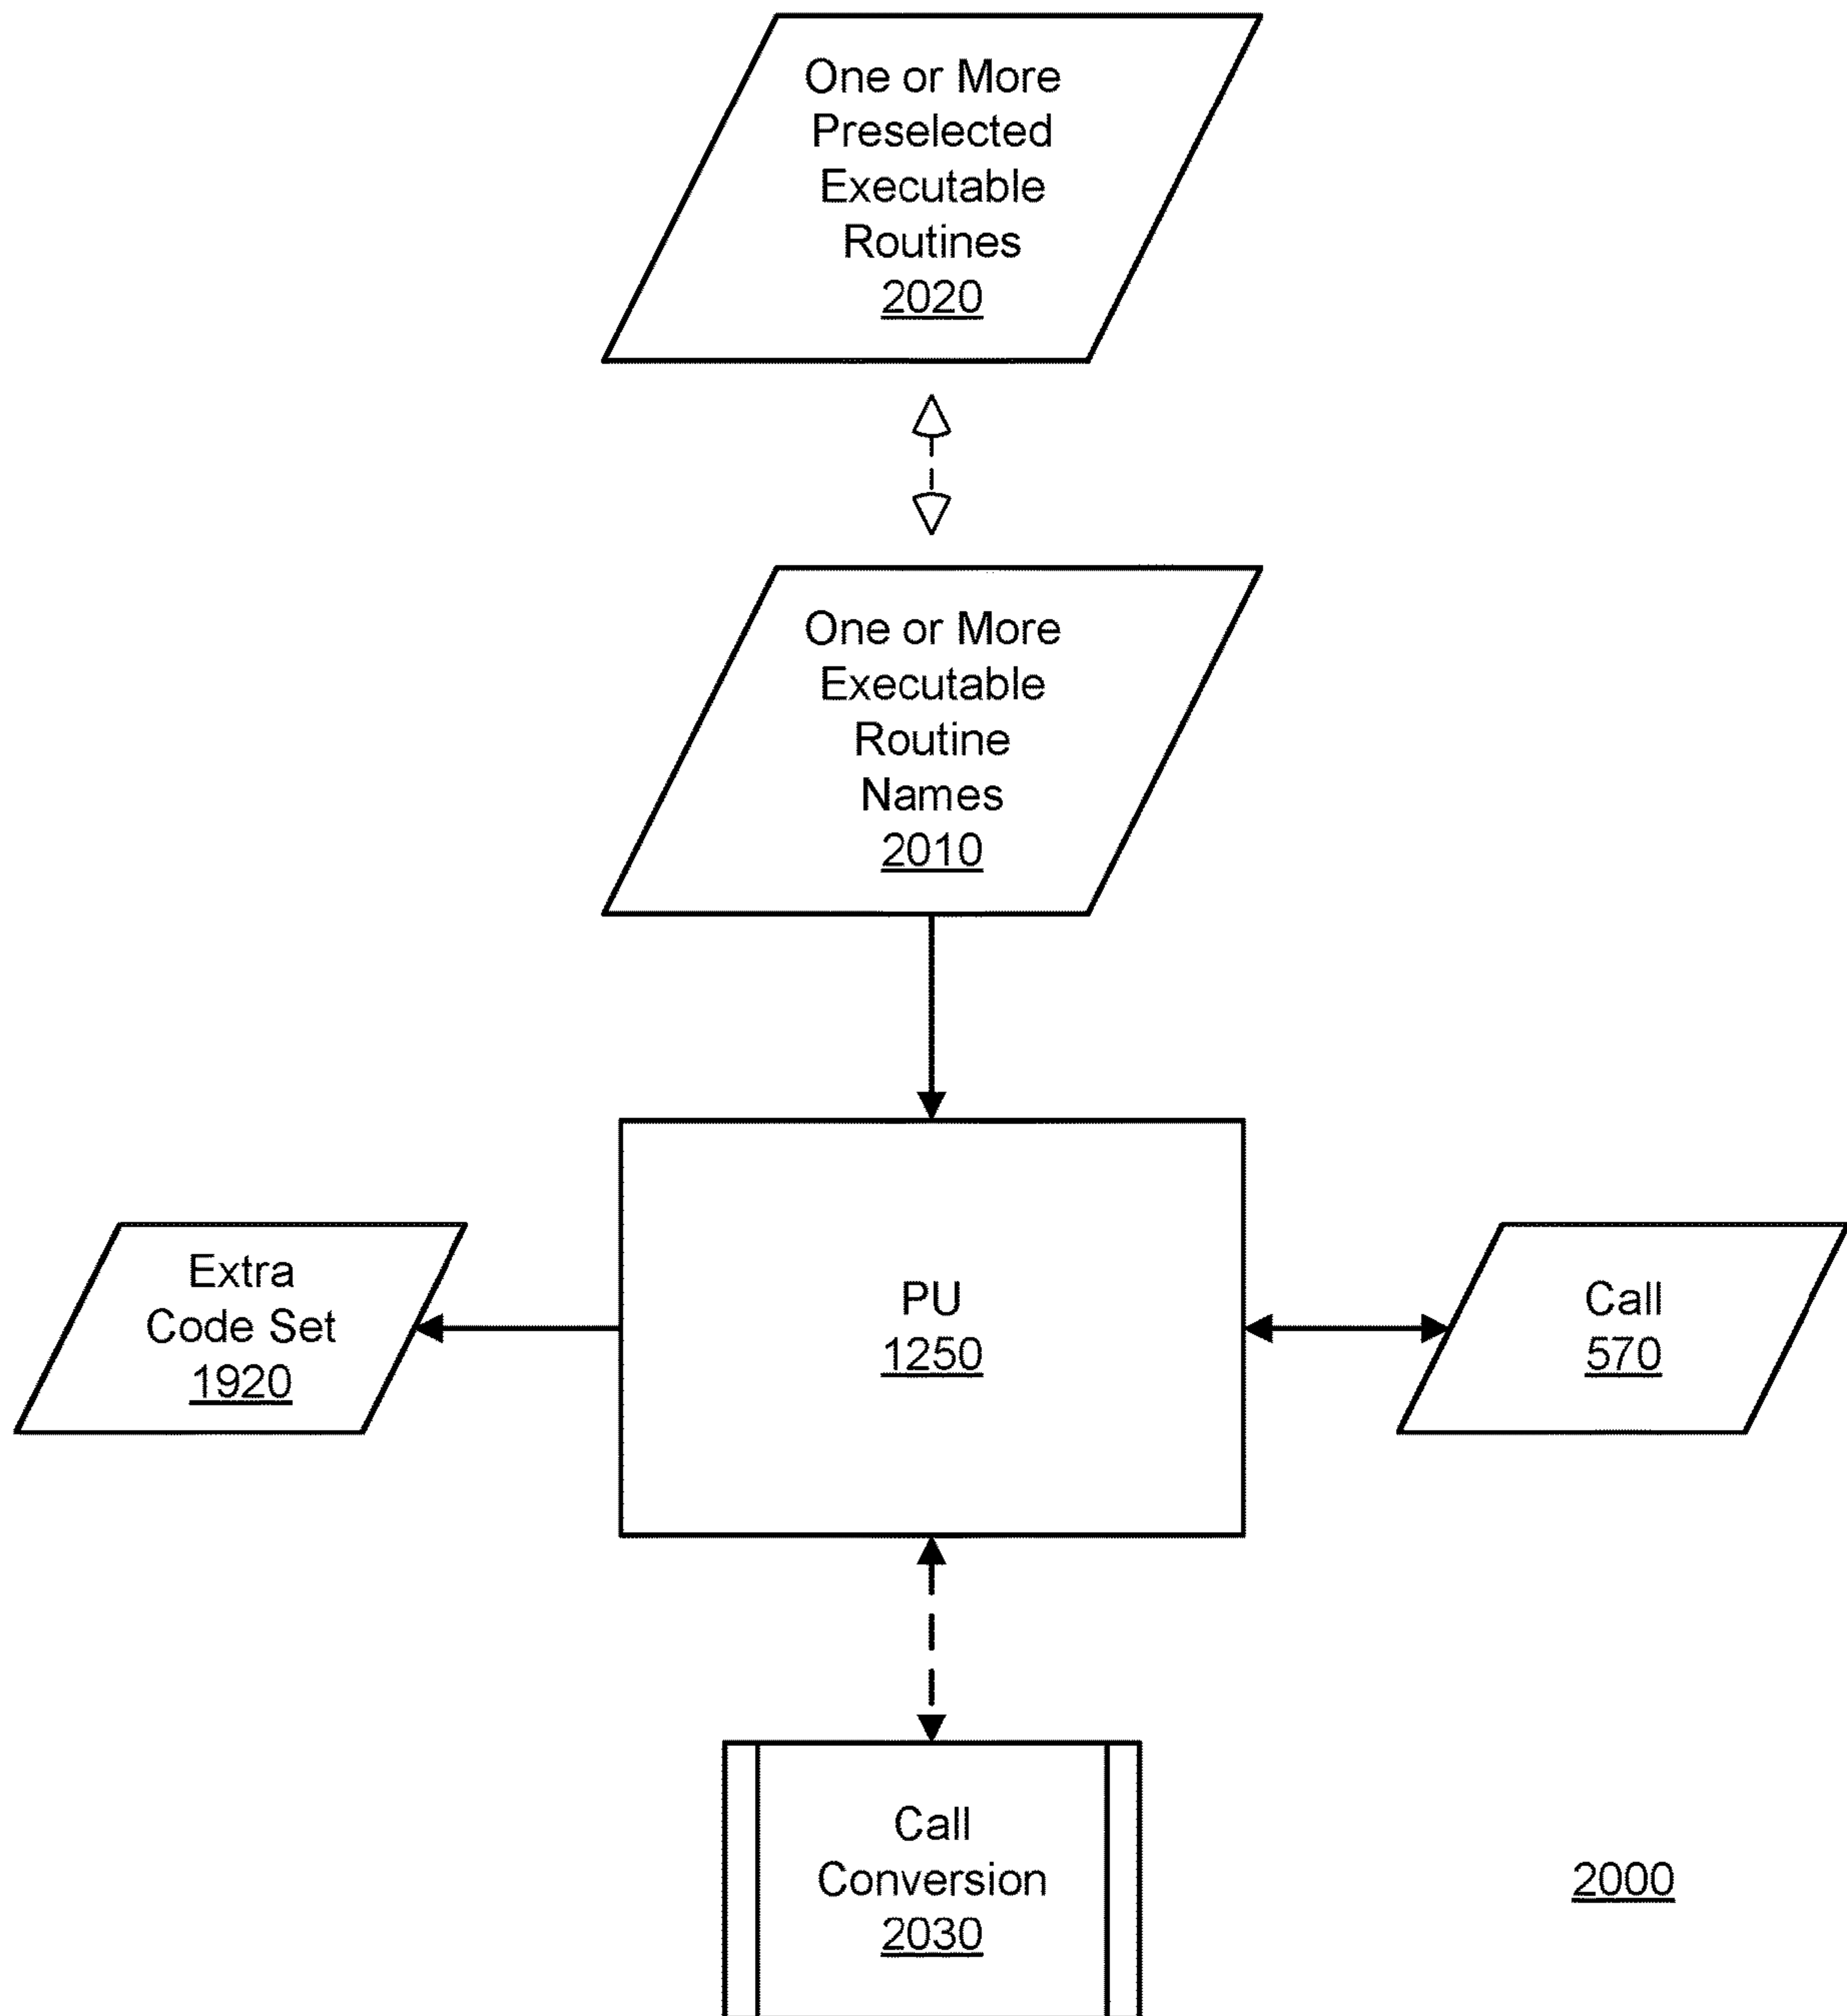 One or More
Preselected
Executable
Routines
2020
One or More
Executable
Routine
Names
2010
Extra
Code Set
1920
PU
1250
Call
570
Call
Conversion
2030
2000